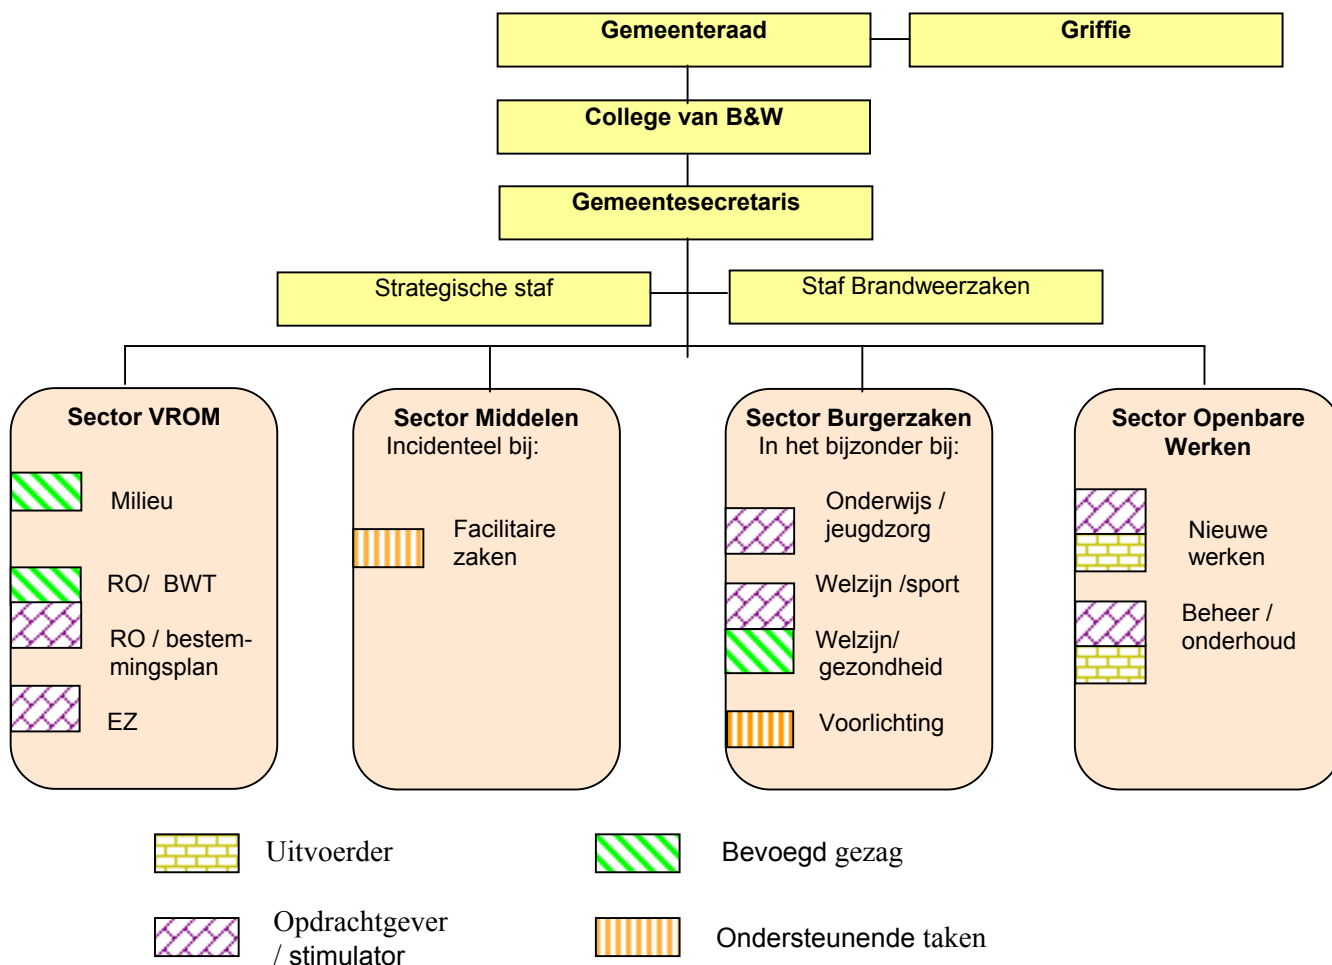 Gemeenteraad
Griffie
College van B&W
Gemeentesecretaris
Strategische staf
Staf Brandweerzaken
Sector VROM
Milieu
RO/ BWT
RO / bestem-
mingsplan
EZ
Sector Middelen
Incidenteel bij:
Facilitaire
zaken
Sector Burgerzaken
In het bijzonder bij:
Onderwijs /
jeugdzorg
Welzijn /sport
Welzijn/
gezondheid
Voorlichting
Sector Openbare
Werken
Nieuwe
werken
Beheer /
onderhoud
Uitvoerder
Bevoegd gezag
Opdrachtgever
/ stimulator
Ondersteunende taken